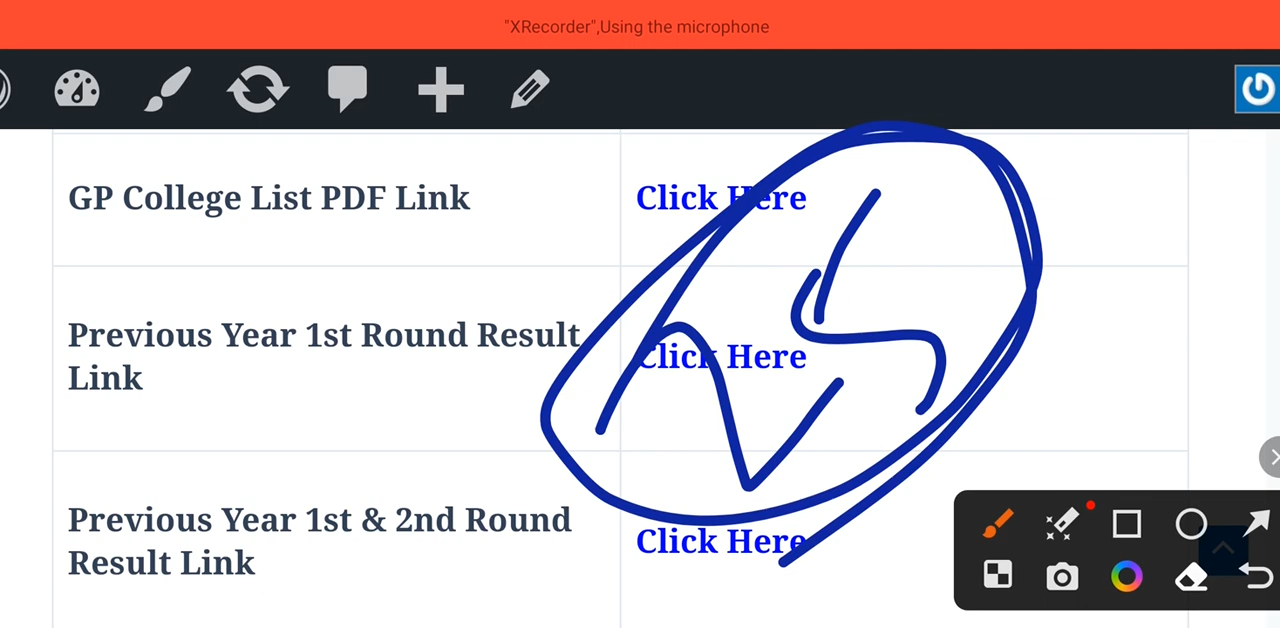 "XRecorder",Using the microphone
GP College List PDF Link Click Here
Previous Year 1st Round Result Click Here
Link
Previous Year 1st & 2nd Round Click Here
Result Link